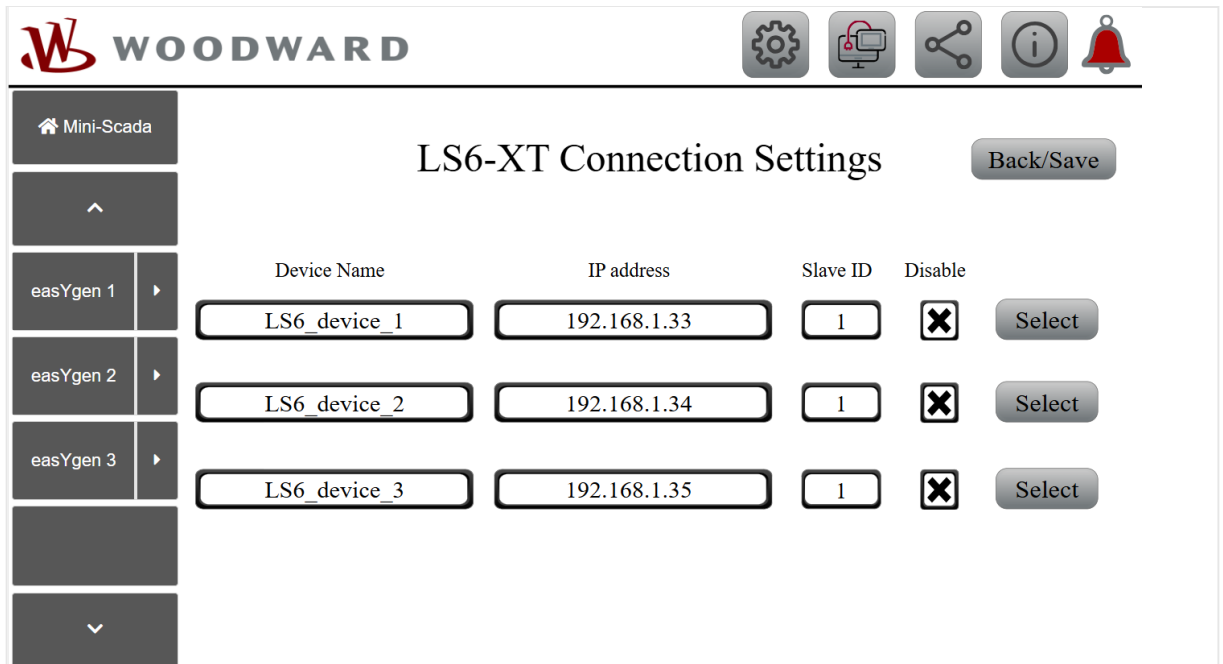 WOODWARD
Mini-Scada
LS6-XT Connection Settings
Back/Save
Device Name IP address Slave ID Disable
easYgen 1
LS6_device_1 192.168.1.33 1 Select
easYgen 2
LS6_device_2 192.168.1.34 1 Select
easYgen 3
LS6_device_3 192.168.1.35 1 Select